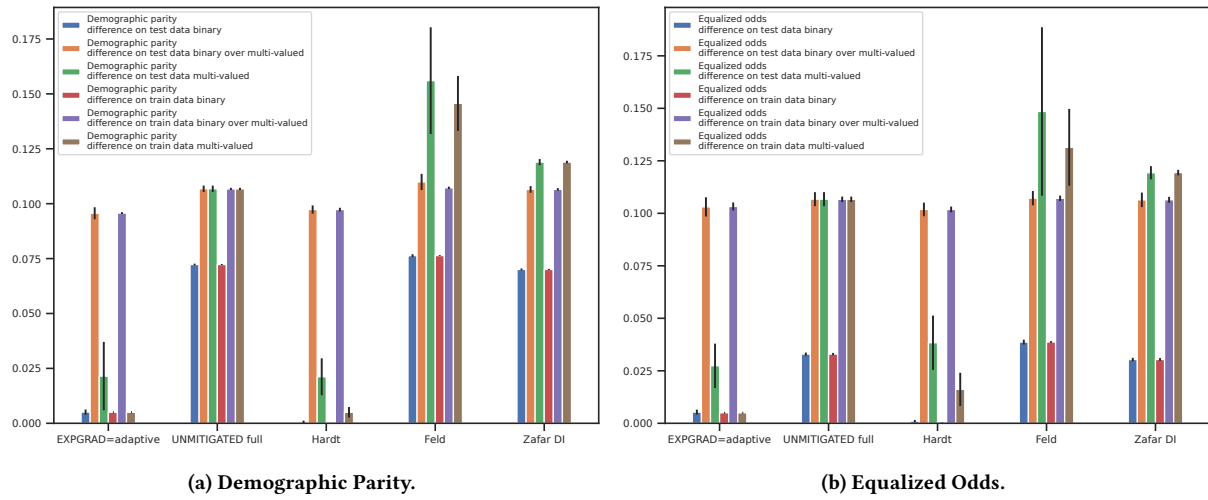 0.175
0.150
0.125
0.100
0.075
0.050
0.025
0.000
Demographic parity
difference on test data binary
Demographic parity
difference on test data binary over multi-valued
Demographic parity
difference on test data multi-valued
Demographic parity
difference on train data binary
Demographic parity
difference on train data binary over multi-valued
Demographic parity
difference on train data multi-valued
EXPGRAD=adaptive UNMITIGATED full Hardt Feld Zafar DI
(a) Demographic Parity.
0.175
0.150
0.125
0.100
0.075
0.050
0.025
0.000
Equalized odds
difference on test data binary
Equalized odds
difference on test data binary over multi-valued
Equalized odds
difference on test data multi-valued
Equalized odds
difference on train data binary
Equalized odds
difference on train data binary over multi-valued
Equalized odds
difference on train data multi-valued
EXPGRAD=adaptive UNMITIGATED full Hardt Feld Zafar DI
(b) Equalized Odds.